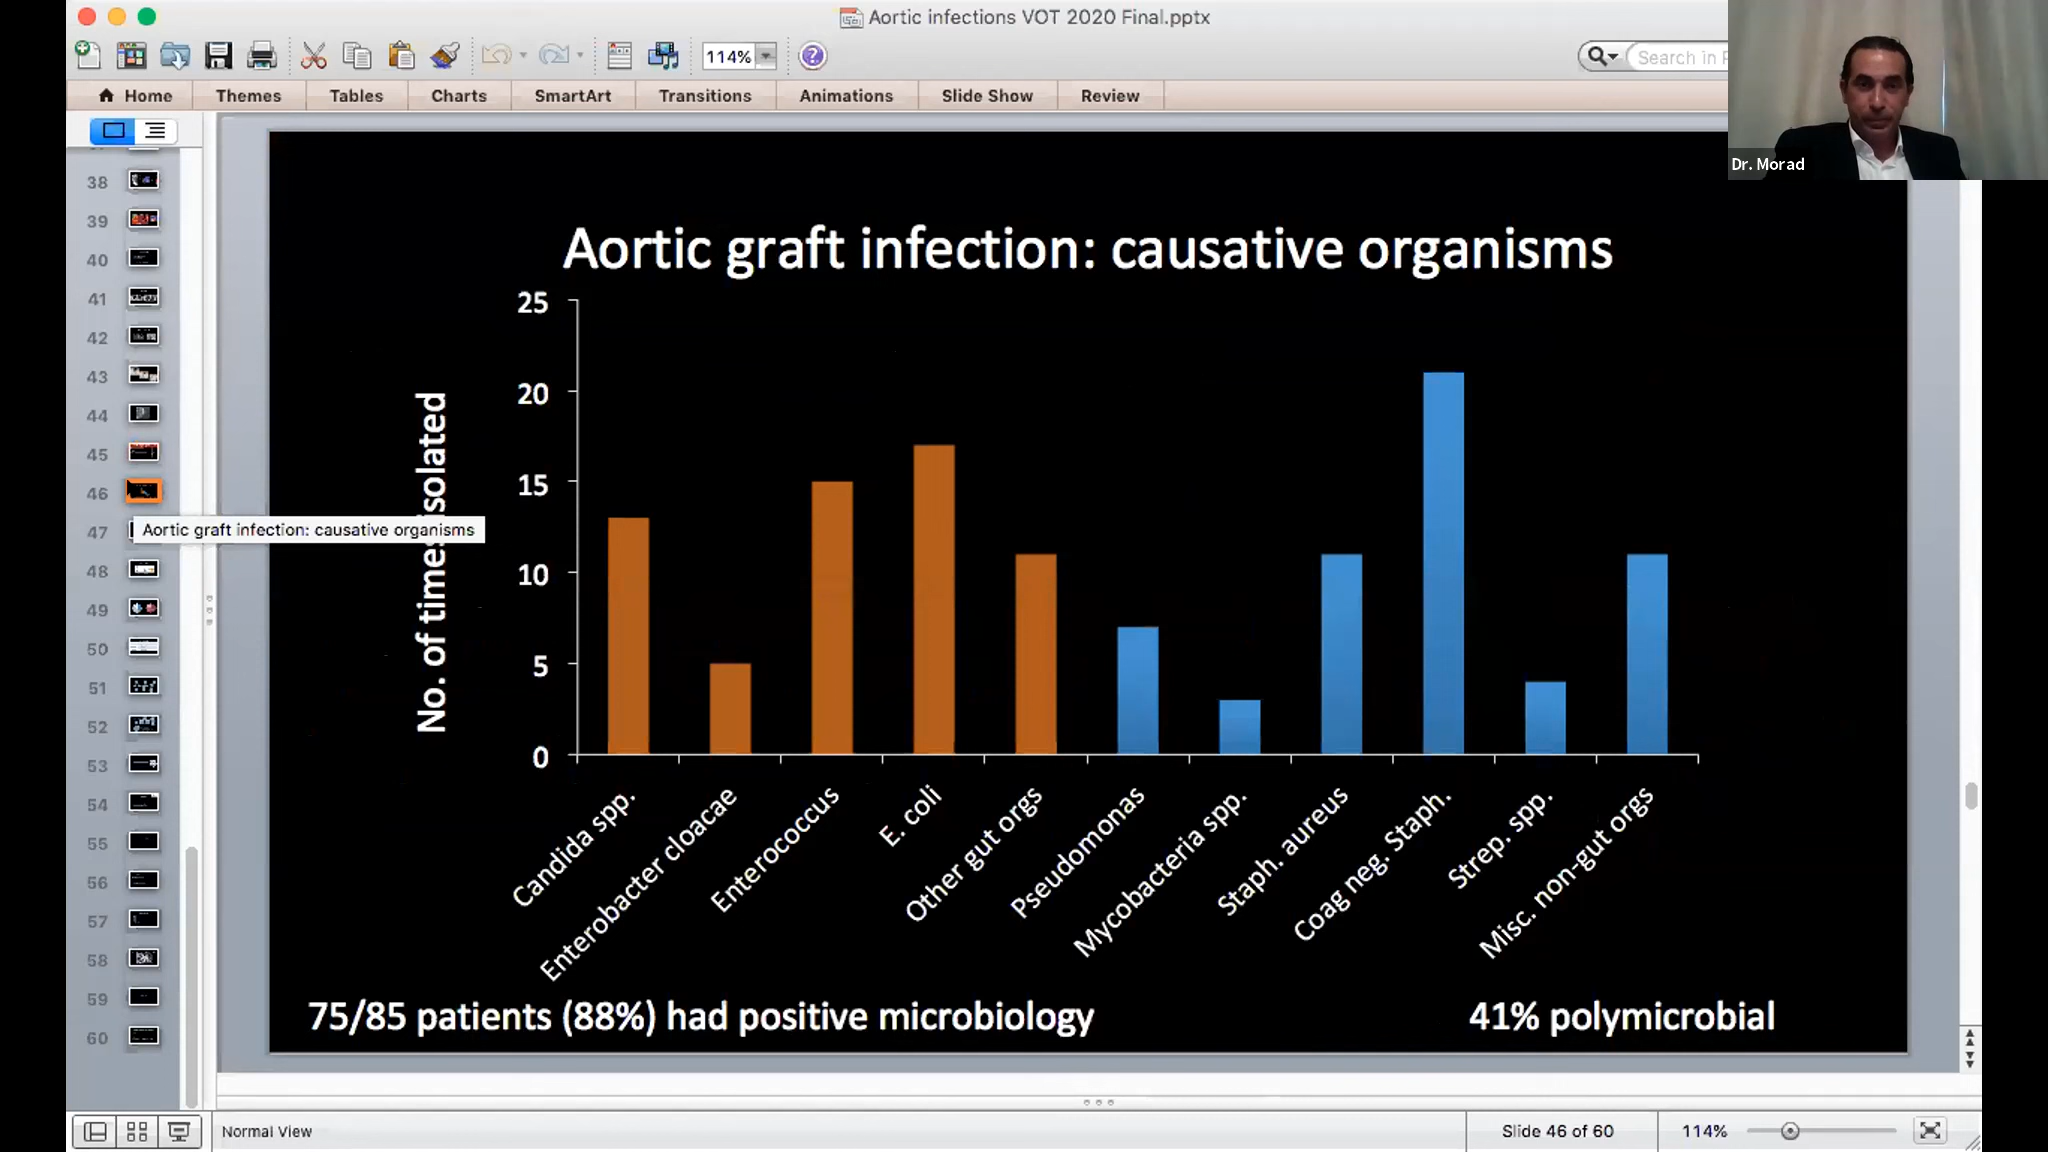 Aortic infections VOT 2020 Final.pptx
114%
Search in
Home Themes Tables Charts SmartArt Transitions Animations Slide Show Review
Dr. Morad
38
39
40
41
42
43
44
45
46
47
48
49
50
51
52
53
54
55
56
57
58
59
60
Aortic graft infection: causative organisms
Aortic graft infection: causative organisms
No. of times isolated
25
20
15
10
5
0
Candida spp.
Enterobacter cloacae
Enterococcus
E. coli
Other gut orgs
Pseudomonas
Mycobacteria spp.
Staph. aureus
Coag neg. Staph.
Strep. spp.
Misc. non-gut orgs
75/85 patients (88%) had positive microbiology
41% polymicrobial
Normal View
Slide 46 of 60
114%